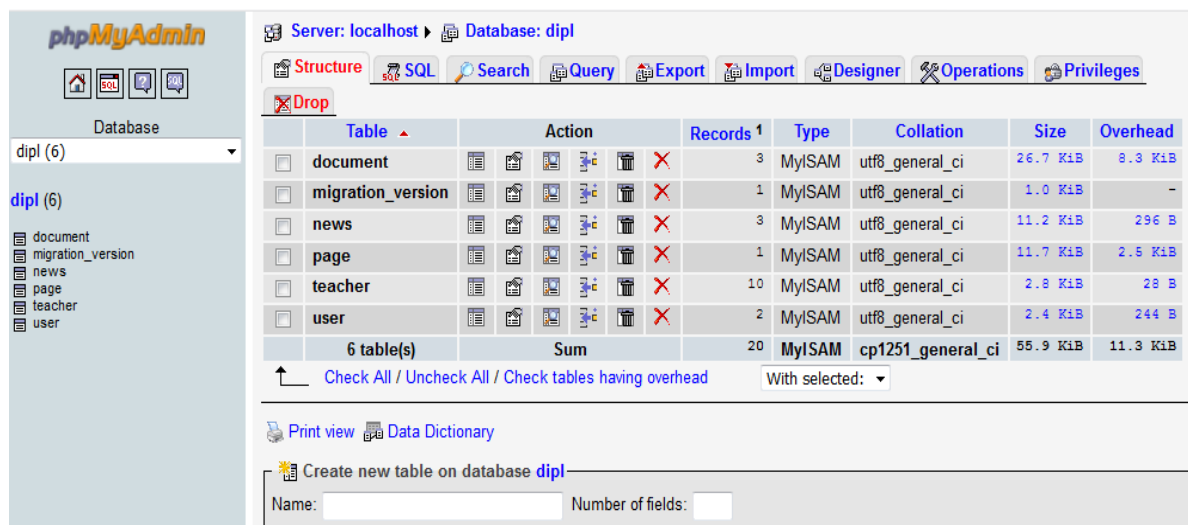 phpMyAdmin
Database
dipl (6)
dipl (6)
document
migration_version
news
page
teacher
user
Server: localhost Database: dipl
Structure SQL Search Query Export Import Designer Operations Privileges
Drop
Table Action Records 1 Type Collation Size Overhead
document 3 MyISAM utf8_general_ci 26.7 KiB 8.3 KiB
migration_version 1 MyISAM utf8_general_ci 1.0 KiB -
news 3 MyISAM utf8_general_ci 11.2 KiB 296 B
page 1 MyISAM utf8_general_ci 11.7 KiB 2.5 KiB
teacher 10 MyISAM utf8_general_ci 2.8 KiB 28 B
user 2 MyISAM utf8_general_ci 2.4 KiB 244 B
6 table(s) Sum 20 MyISAM cp1251_general_ci 55.9 KiB 11.3 KiB
Check All / Uncheck All / Check tables having overhead With selected:
Print view Data Dictionary
Create new table on database dipl
Name: Number of fields: